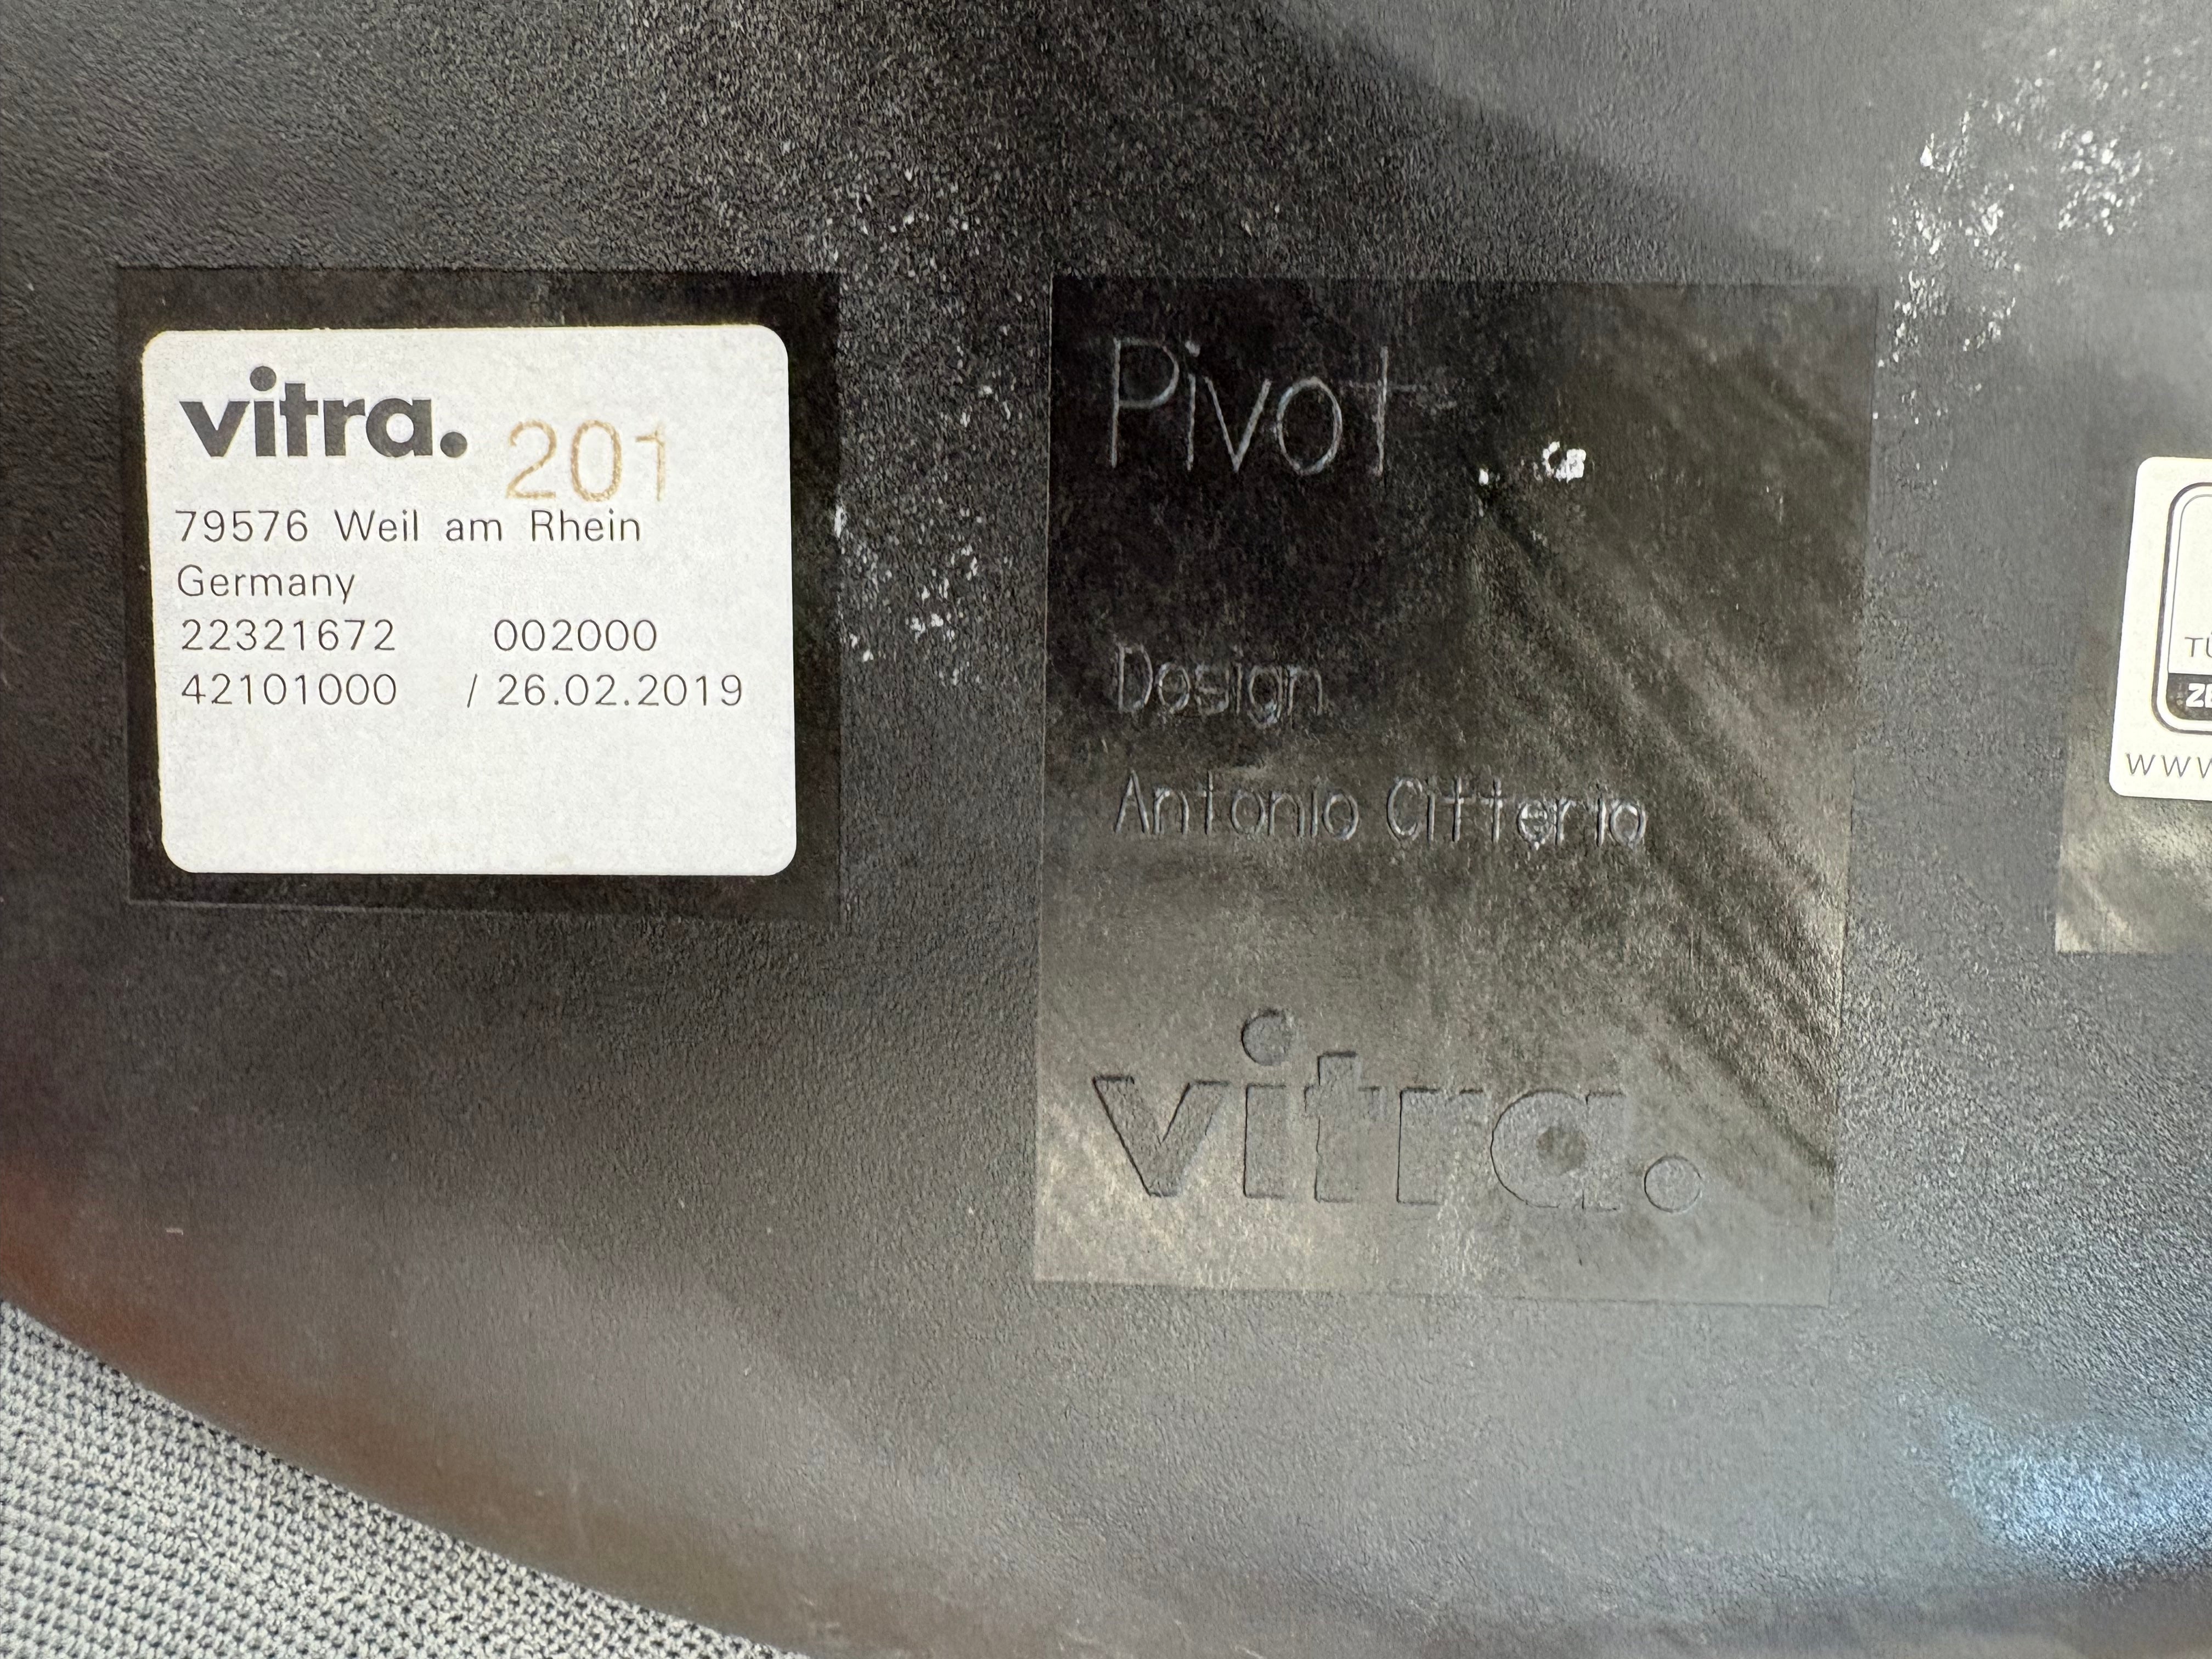 vitra. 201
79576 Weil am Rhein
Germany
22321672 002000
42101000 / 26.02.2019
Pivot
Design
Antonio Citterio
vitra.